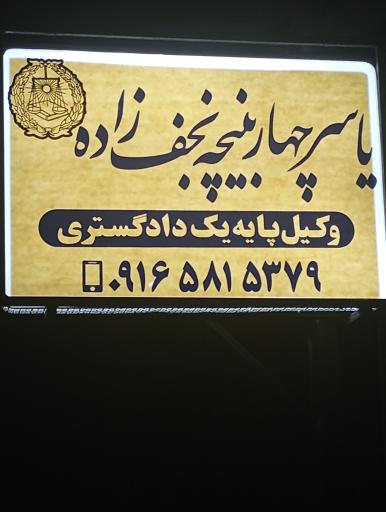 یاسر چهاربنیچه نجف زاده
وکیل پایه یک دادگستری
۰۹۱۶ ۵۸۱ ۵۳۷۹